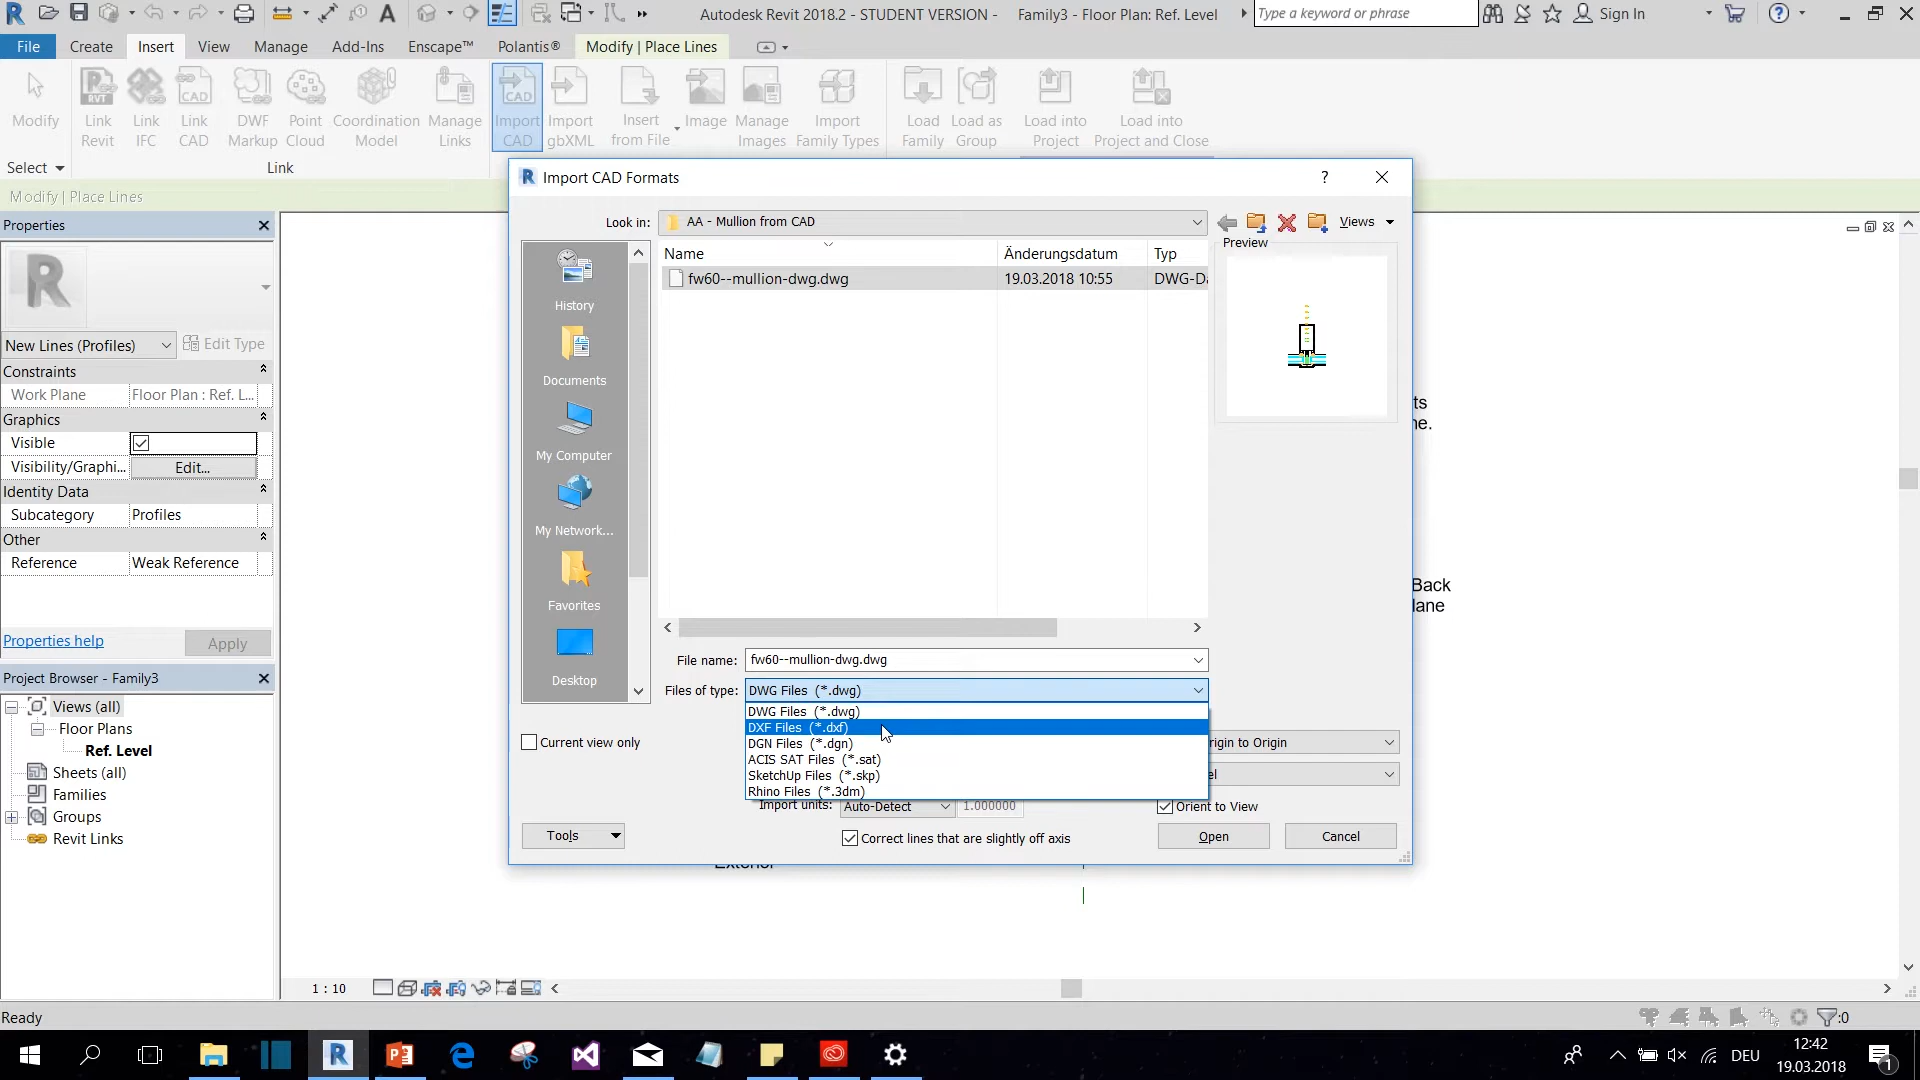 Autodesk Revit 2018.2 - STUDENT VERSION - Family3 - Floor Plan: Ref. Level
Type a keyword or phrase
Sign In
File Create Insert View Manage Add-Ins Enscape™ Polantis® Modify | Place Lines
Modify
Link Revit
Link IFC
Link CAD
DWF Markup
Point Cloud
Coordination Model
Manage Links
Import CAD
Import gbXML
Insert from File
Image
Manage Images
Import Family Types
Load Family
Load as Group
Load into Project
Load into Project and Close
Select
Link
Modify | Place Lines
Properties
New Lines (Profiles)
Edit Type
Constraints
Work Plane Floor Plan : Ref. L...
Graphics
Visible
Visibility/Graphi... Edit...
Identity Data
Subcategory Profiles
Other
Reference Weak Reference
Properties help
Apply
Project Browser - Family3
Views (all)
Floor Plans
Ref. Level
Sheets (all)
Families
Groups
Revit Links
Import CAD Formats
?
Look in: AA - Mullion from CAD
Views
Preview
Name Änderungsdatum Typ
fw60--mullion-dwg.dwg 19.03.2018 10:55 DWG-Da
History
Documents
My Computer
My Network...
Favorites
Desktop
File name: fw60--mullion-dwg.dwg
Files of type: DWG Files (*.dwg)
DWG Files (*.dwg)
DXF Files (*.dxf)
DGN Files (*.dgn)
ACIS SAT Files (*.sat)
SketchUp Files (*.skp)
Rhino Files (*.3dm)
Current view only
rigin to Origin
el
Import units: Auto-Detect 1.000000
Orient to View
Correct lines that are slightly off axis
Tools
Open
Cancel
ts
ne.
Back
lane
Exterior
1 : 10
Ready
:0
DEU
12:42
19.03.2018
1